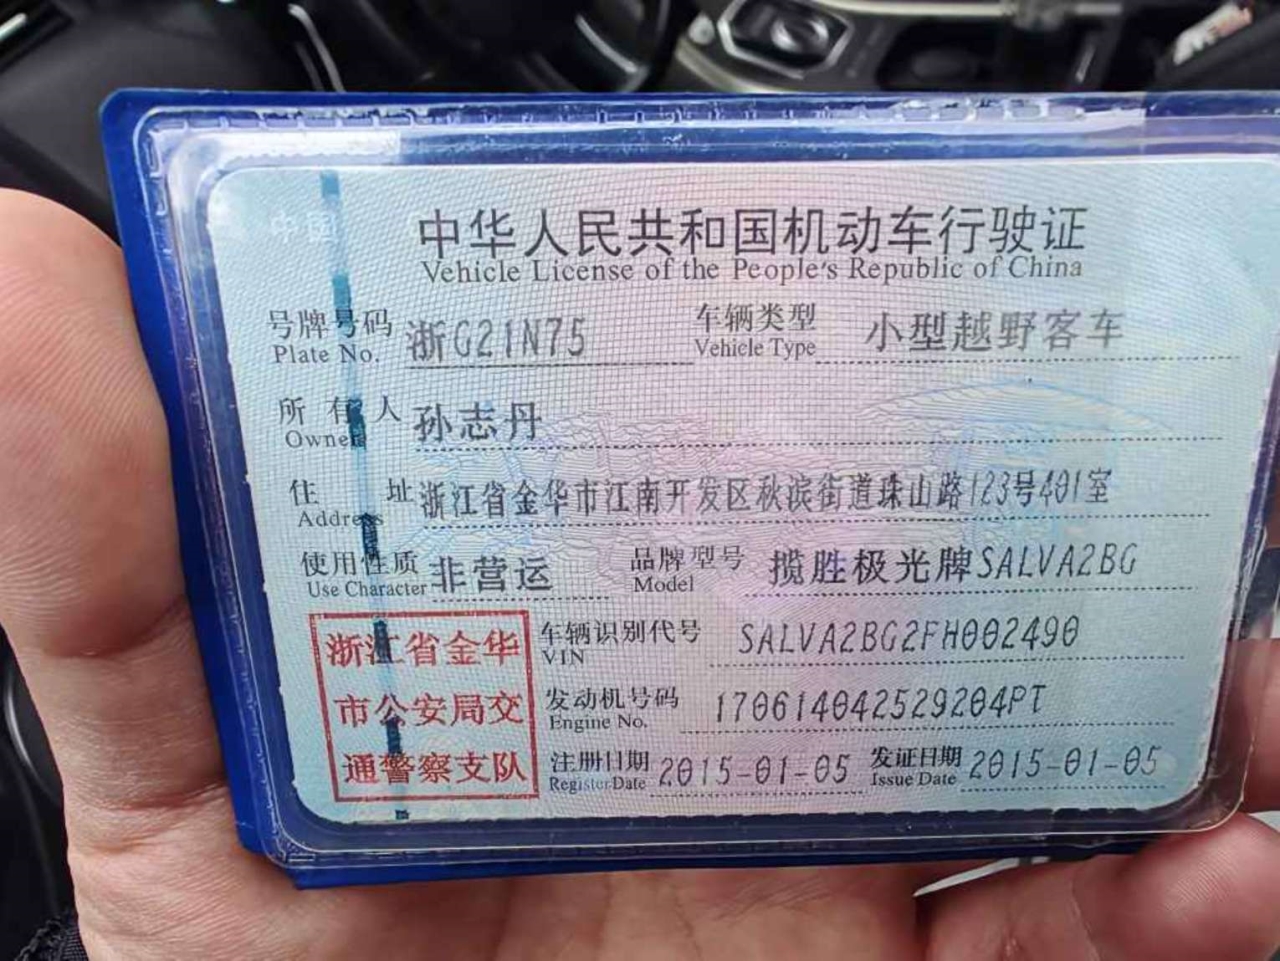 中华人民共和国机动车行驶证
Vehicle License of the People's Republic of China
号牌号码 浙G21N75 车辆类型 小型越野客车
Plate No. Vehicle Type
所有人 孙志丹
Owner
住址 浙江省金华市江南开发区秋滨街道珠山路123号401室
Address
使用性质 非营运 品牌型号 揽胜极光牌SALVA2BG
Use Character Model
浙江省金华 车辆识别代号 SALVA2BG2FH002490
VIN
市公安局交 发动机号码 170614042529204PT
Engine No.
通警察支队 注册日期 2015-01-05 发证日期 2015-01-05
Register Date Issue Date